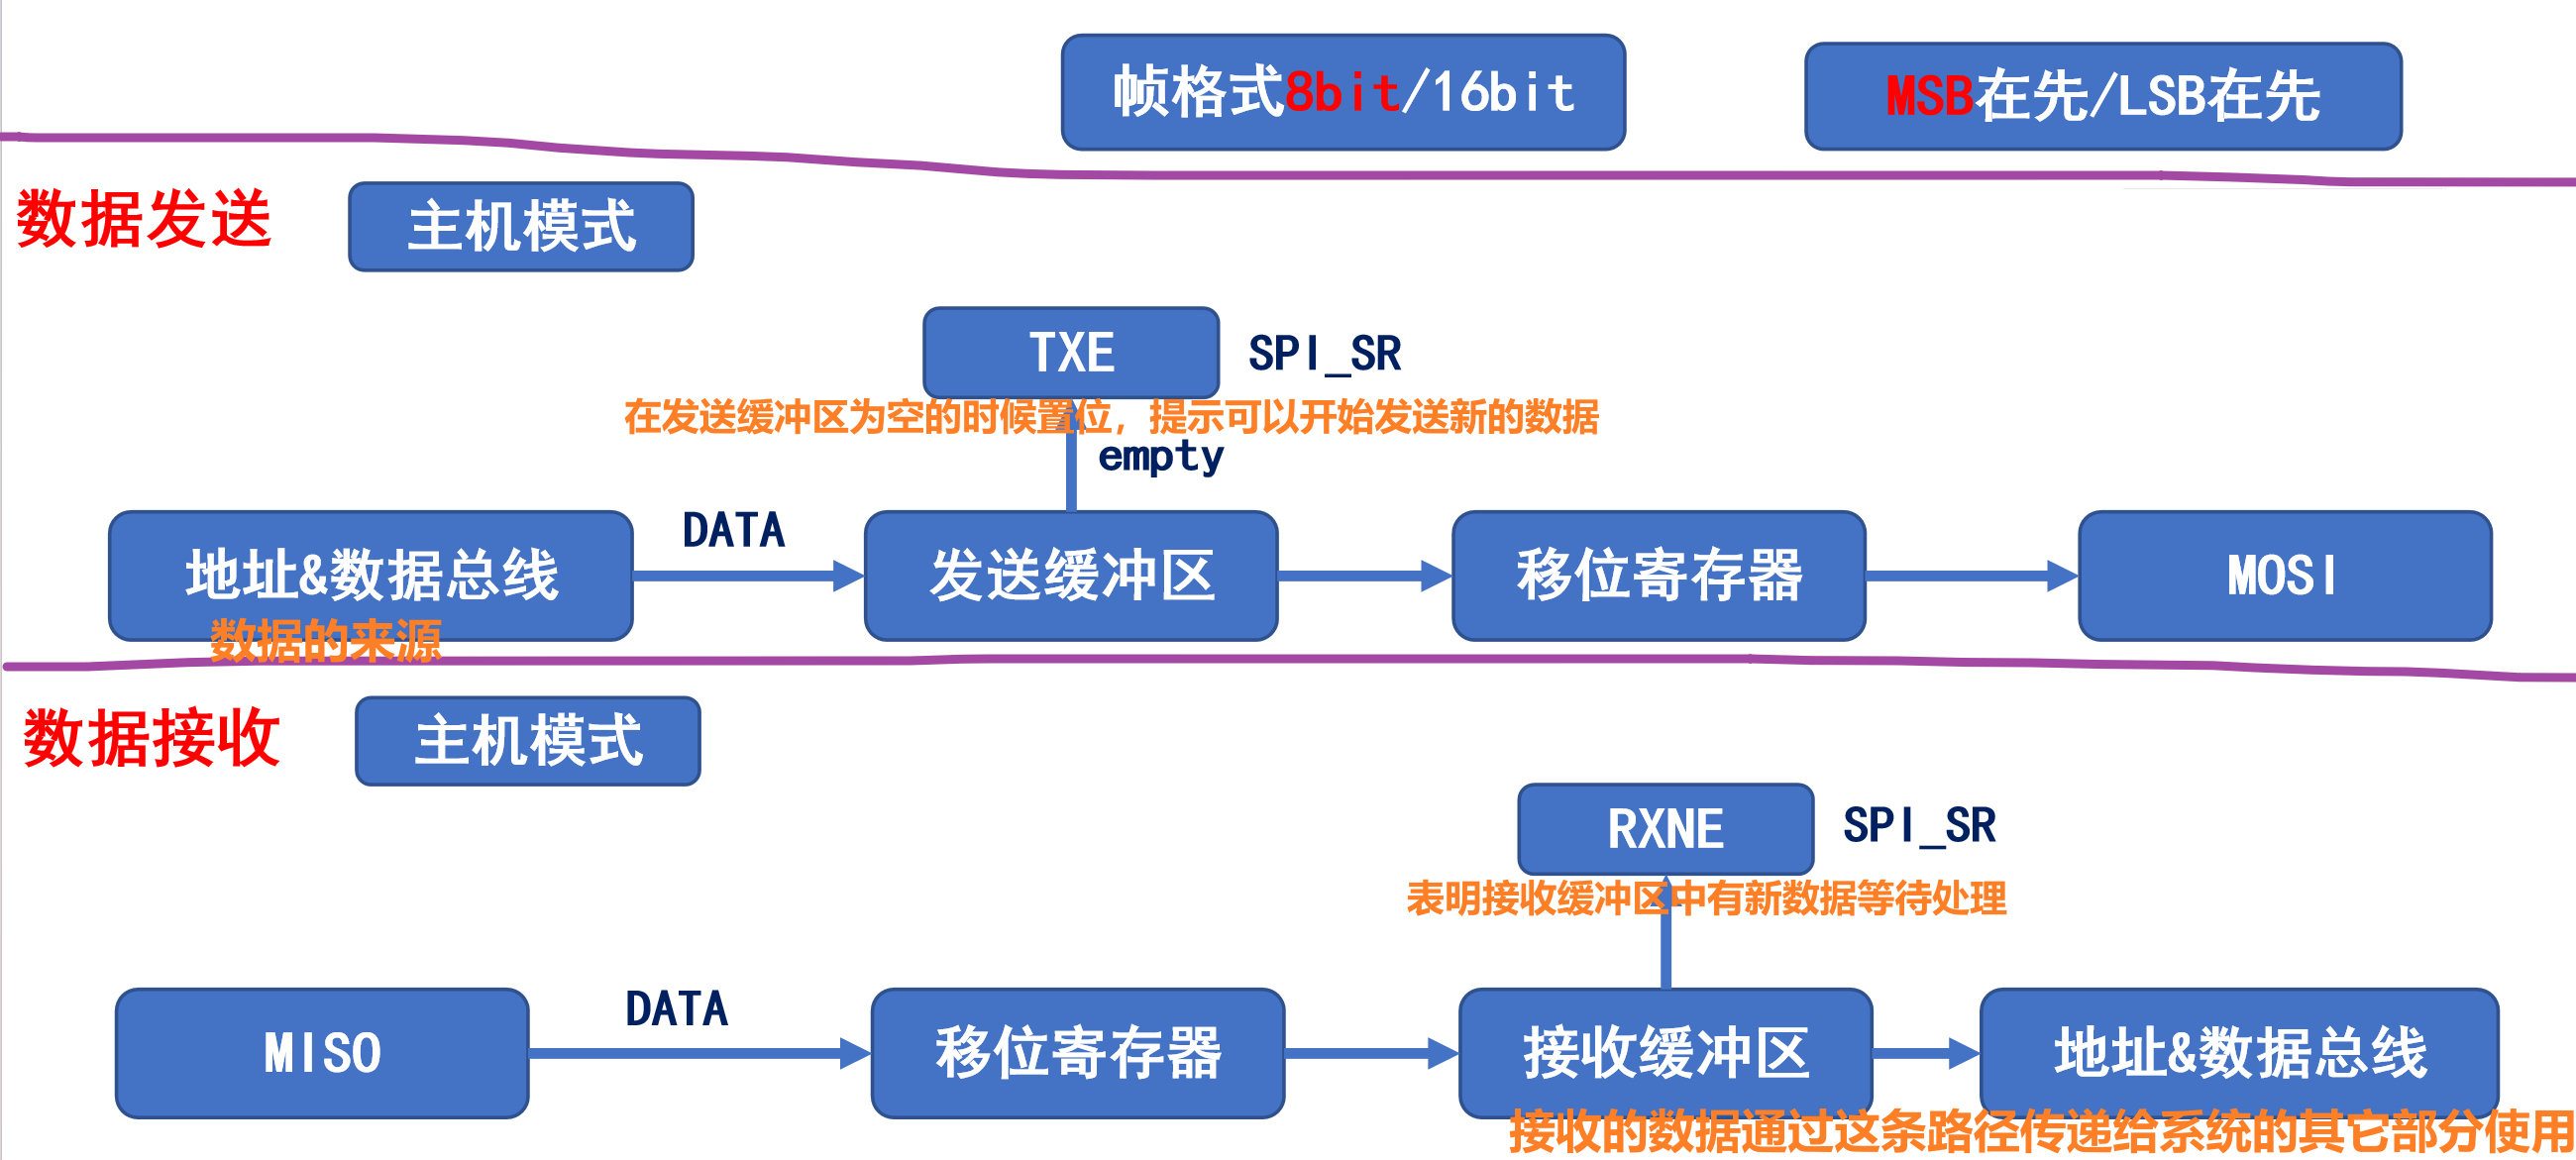 帧格式8bit/16bit
MSB在先/LSB在先
数据发送
主机模式
TXE
SPI_SR
在发送缓冲区为空的时候置位，提示可以开始发送新的数据
empty
DATA
地址&数据总线
发送缓冲区
移位寄存器
MOSI
数据的来源
数据接收
主机模式
RXNE
SPI_SR
表明接收缓冲区中有新数据等待处理
DATA
MISO
移位寄存器
接收缓冲区
地址&数据总线
接收的数据通过这条路径传递给系统的其它部分使用